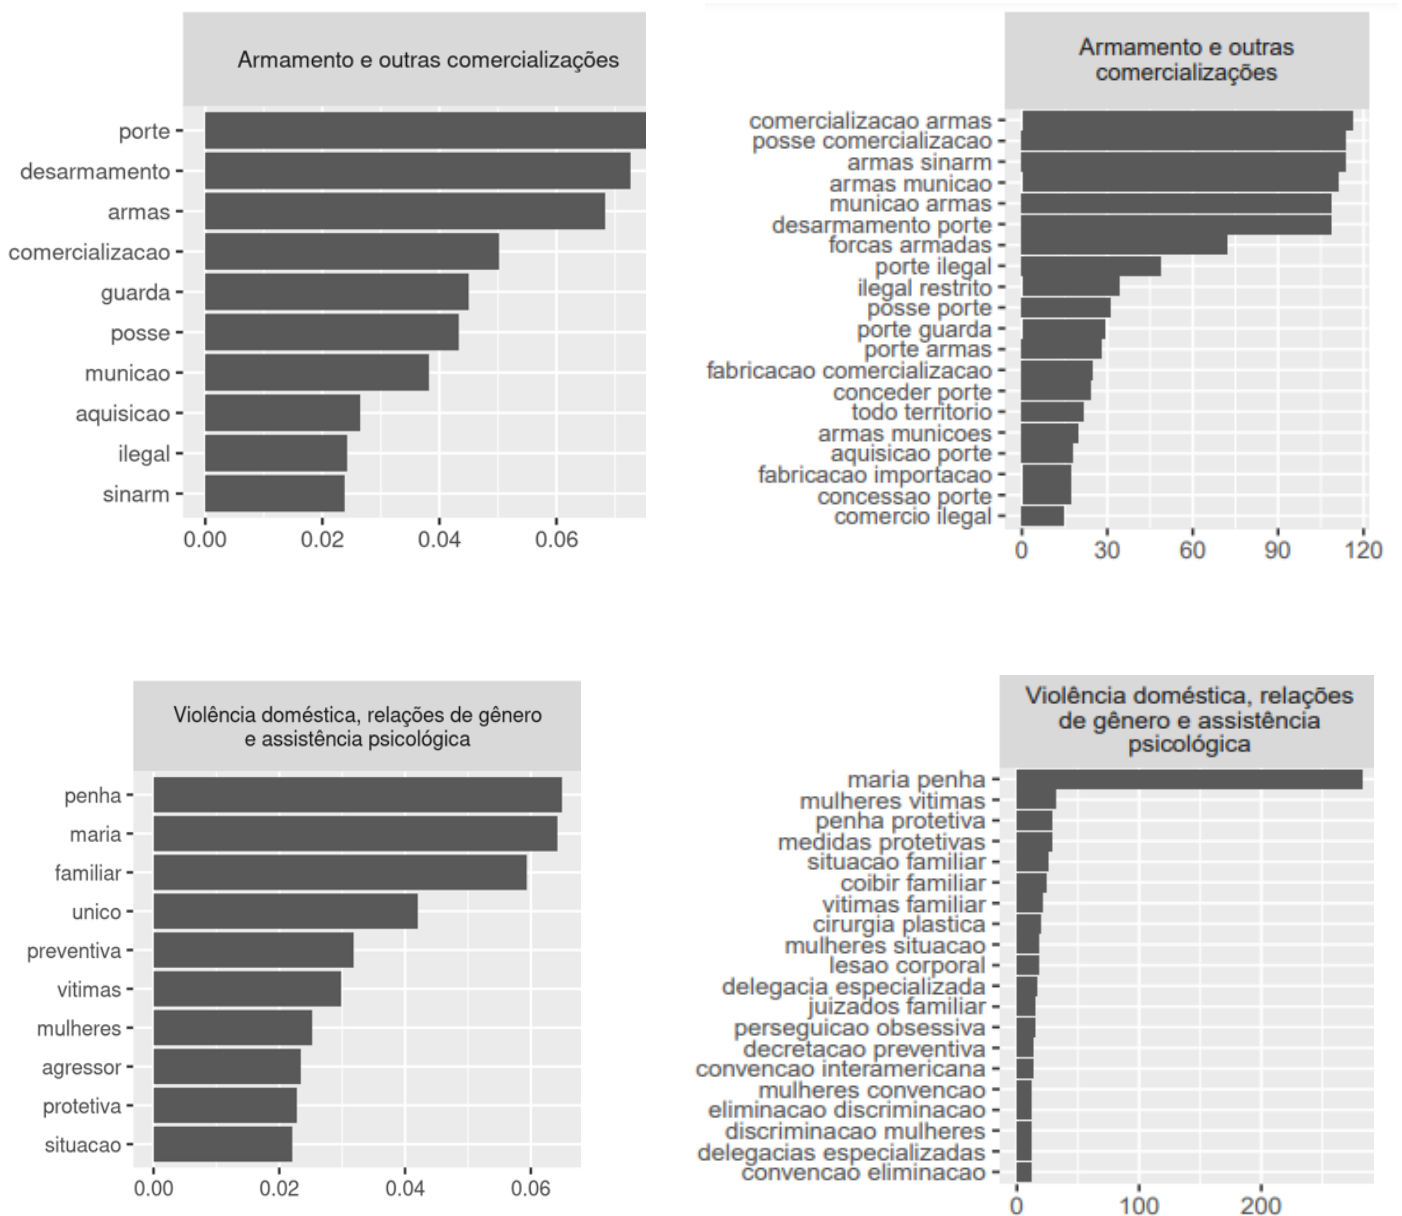 Armamento e outras comercializações
porte
desarmamento
armas
comercializacao
guarda
posse
municao
aquisicao
ilegal
sinarm
0.00 0.02 0.04 0.06
Armamento e outras
comercializações
comercializacao armas
posse comercializacao
armas sinarm
armas municao
municao armas
desarmamento porte
forcas armadas
porte ilegal
ilegal restrito
posse porte
porte guarda
porte armas
fabricacao comercializacao
conceder porte
todo territorio
armas municoes
aquisicao porte
fabricacao importacao
concessao porte
comercio ilegal
0 30 60 90 120
Violência doméstica, relações de gênero
e assistência psicológica
penha
maria
familiar
unico
preventiva
vitimas
mulheres
agressor
protetiva
situacao
0.00 0.02 0.04 0.06
Violência doméstica, relações
de gênero e assistência
psicológica
maria penha
mulheres vitimas
penha protetiva
medidas protetivas
situacao familiar
coibir familiar
vitimas familiar
cirurgia plastica
mulheres situacao
lesao corporal
delegacia especializada
juizados familiar
perseguicao obsessiva
decretacao preventiva
convencao interamericana
mulheres convencao
eliminacao discriminacao
discriminacao mulheres
delegacias especializadas
convencao eliminacao
0 100 200